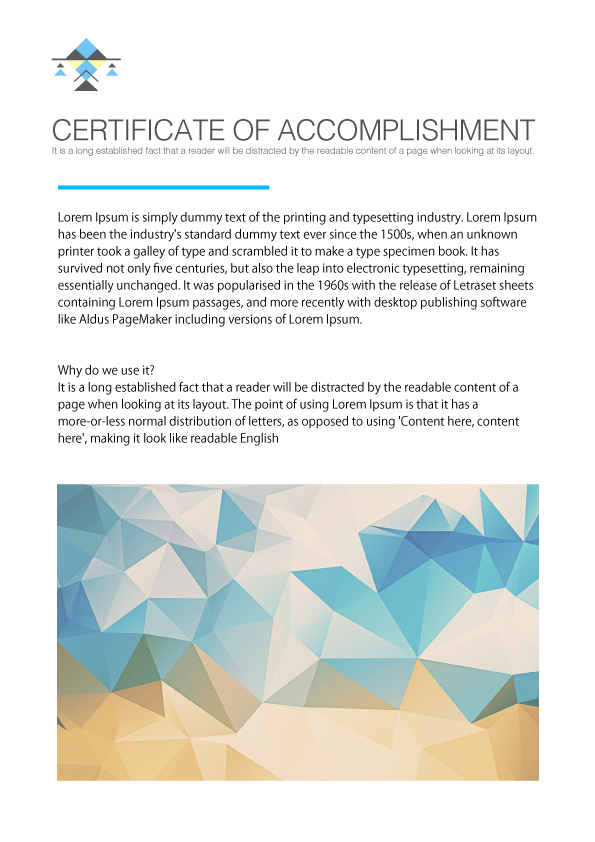 CERTIFICATE OF ACCOMPLISHMENT
It is a long established fact that a reader will be distracted by the readable content of a page when looking at its layout.
Lorem Ipsum is simply dummy text of the printing and typesetting industry. Lorem Ipsum
has been the industry's standard dummy text ever since the 1500s, when an unknown
printer took a galley of type and scrambled it to make a type specimen book. It has
survived not only five centuries, but also the leap into electronic typesetting, remaining
essentially unchanged. It was popularised in the 1960s with the release of Letraset sheets
containing Lorem Ipsum passages, and more recently with desktop publishing software
like Aldus PageMaker including versions of Lorem Ipsum.
Why do we use it?
It is a long established fact that a reader will be distracted by the readable content of a
page when looking at its layout. The point of using Lorem Ipsum is that it has a
more-or-less normal distribution of letters, as opposed to using 'Content here, content
here', making it look like readable English